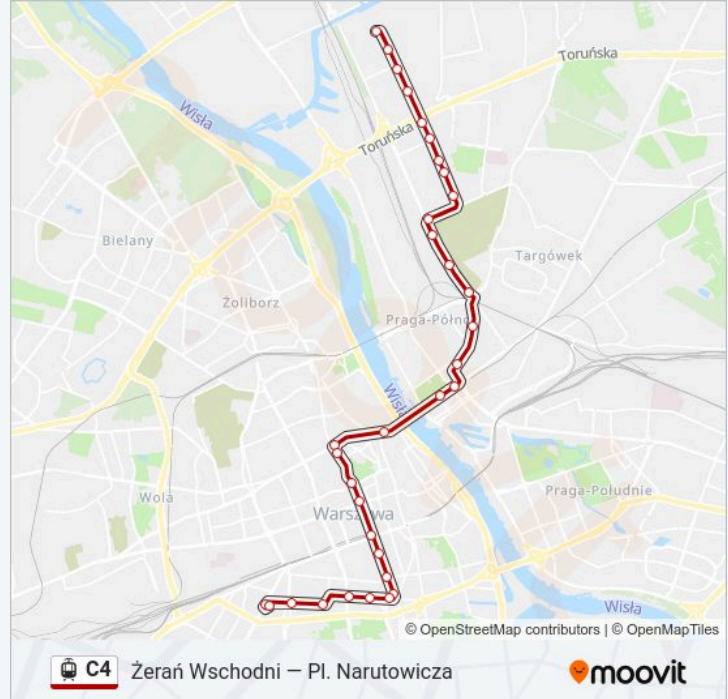 Toruńska
Wisła
Toruńska
Bielany
Targówek
Żoliborz
Praga-Półno
Wisła
Wola
Praga-Południe
Warszawa
Wisła
© OpenStreetMap contributors | © OpenMapTiles
C4 Żerań Wschodni — Pl. Narutowicza
moovit